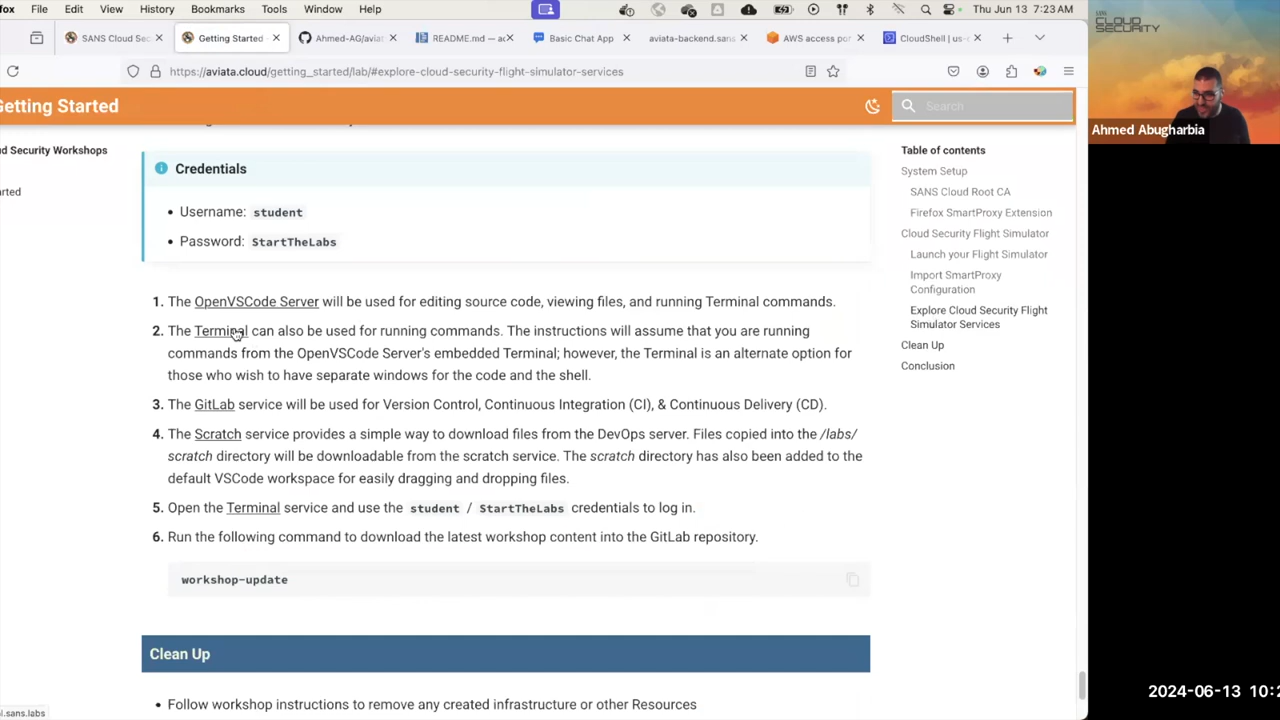 fox File Edit View History Bookmarks Tools Window Help Thu Jun 13 7:23 AM
SANS Cloud Sec Getting Started - Ahmed-AG/aviat README.md — ac Basic Chat App aviata-backend.sans AWS access por CloudShell | us-e
https://aviata.cloud/getting_started/lab/#explore-cloud-security-flight-simulator-services
Getting Started
Search
d Security Workshops
arted
Credentials
• Username: student
• Password: StartTheLabs
1. The OpenVSCode Server will be used for editing source code, viewing files, and running Terminal commands.
2. The Terminal can also be used for running commands. The instructions will assume that you are running
commands from the OpenVSCode Server's embedded Terminal; however, the Terminal is an alternate option for
those who wish to have separate windows for the code and the shell.
3. The GitLab service will be used for Version Control, Continuous Integration (CI), & Continuous Delivery (CD).
4. The Scratch service provides a simple way to download files from the DevOps server. Files copied into the /labs/
scratch directory will be downloadable from the scratch service. The scratch directory has also been added to the
default VSCode workspace for easily dragging and dropping files.
5. Open the Terminal service and use the student / StartTheLabs credentials to log in.
6. Run the following command to download the latest workshop content into the GitLab repository.
workshop-update
Clean Up
• Follow workshop instructions to remove any created infrastructure or other Resources
l.sans.labs
Table of contents
System Setup
SANS Cloud Root CA
Firefox SmartProxy Extension
Cloud Security Flight Simulator
Launch your Flight Simulator
Import SmartProxy
Configuration
Explore Cloud Security Flight
Simulator Services
Clean Up
Conclusion
CLOUD
SECURITY
Ahmed Abugharbia
2024-06-13 10:2